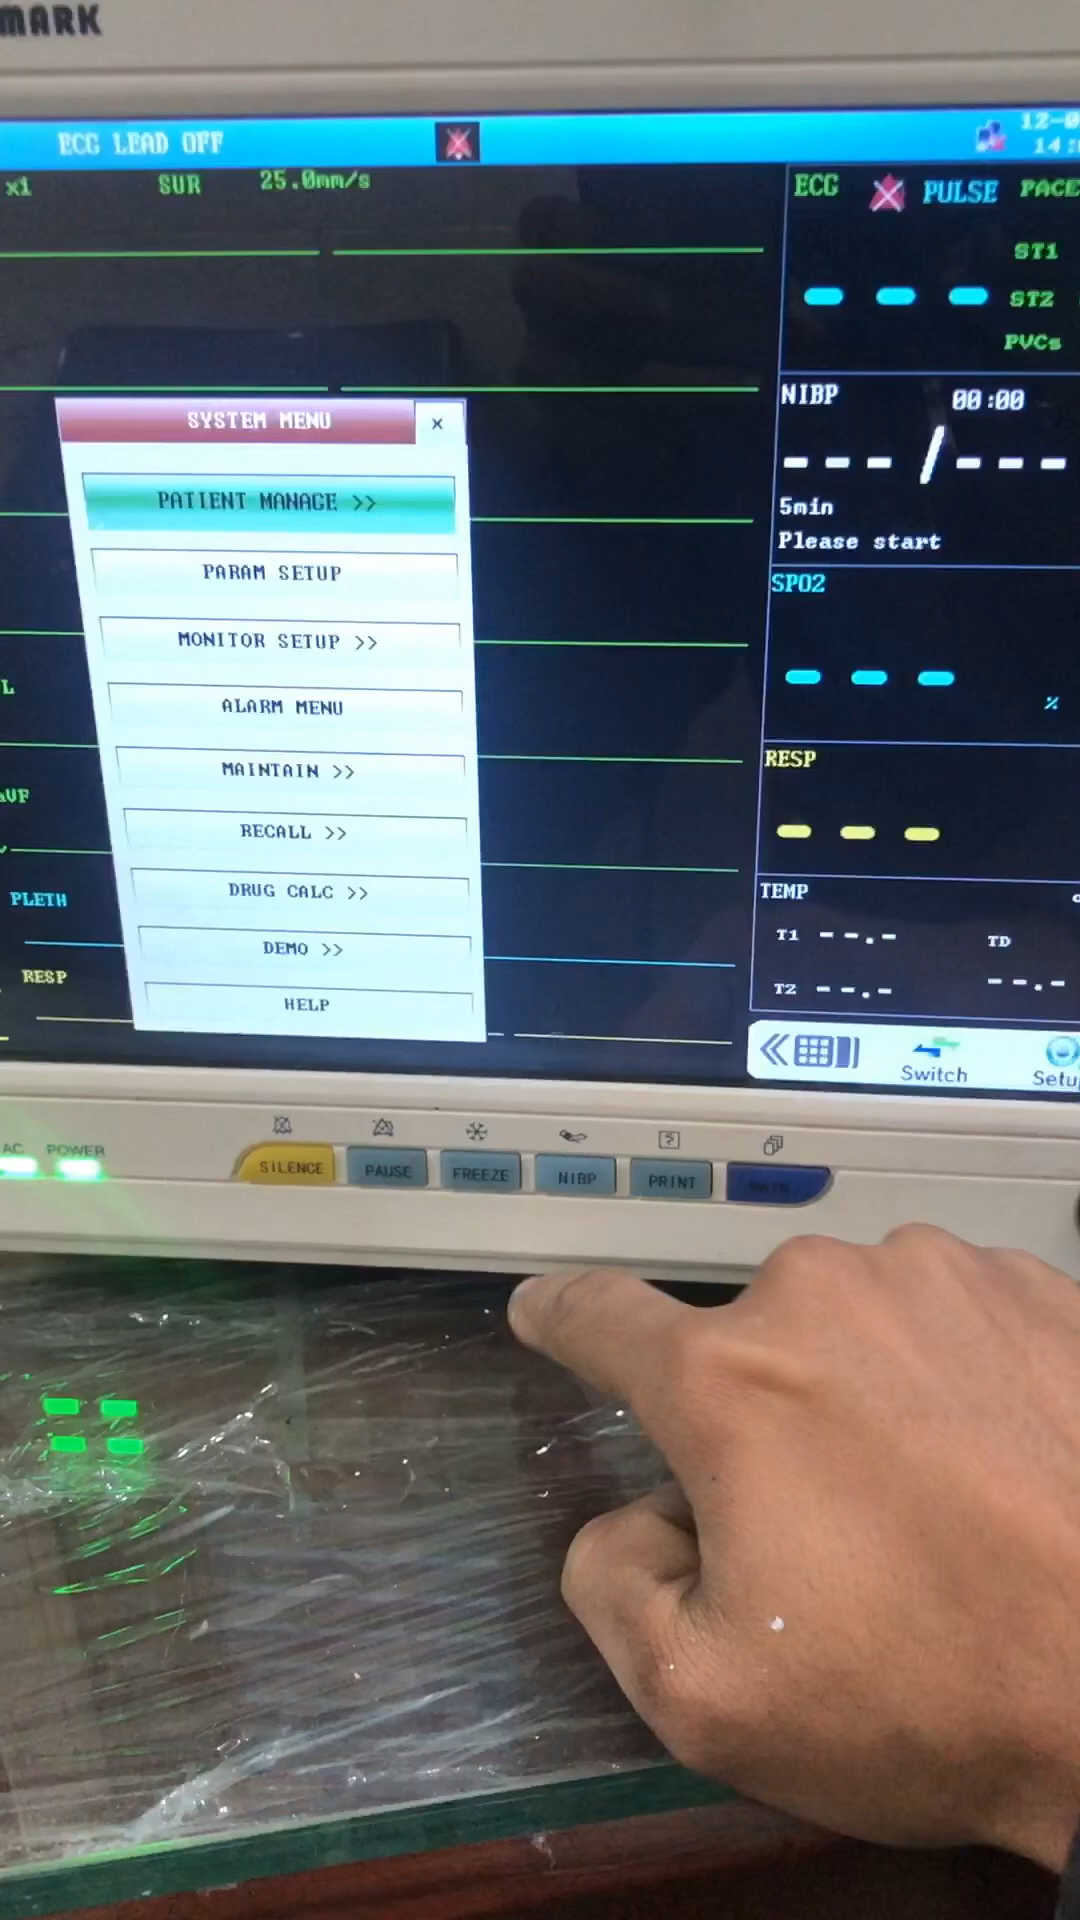 MARK
ECG LEAD OFF
12-0
14:
x1 SUR 25.0mm/s
ECG PULSE PACE
ST1
ST2
PVCs
NIBP 00:00
--- / ---
5min
Please start
SPO2
--- %
RESP
---
TEMP
T1 --.- TD
T2 --.- --.-
SYSTEM MENU ×
PATIENT MANAGE >>
PARAM SETUP
MONITOR SETUP >>
ALARM MENU
MAINTAIN >>
RECALL >>
DRUG CALC >>
DEMO >>
HELP
L
aVF
PLETH
RESP
Switch Setup
AC POWER
SILENCE PAUSE FREEZE NIBP PRINT MAIN